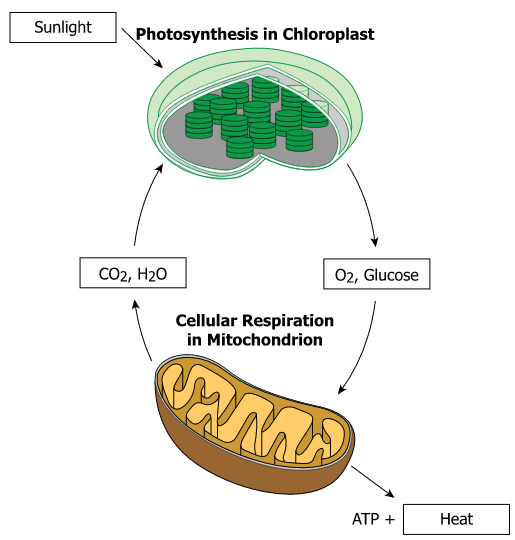 Sunlight
Photosynthesis in Chloroplast
CO2, H2O
O2, Glucose
Cellular Respiration
in Mitochondrion
ATP +
Heat